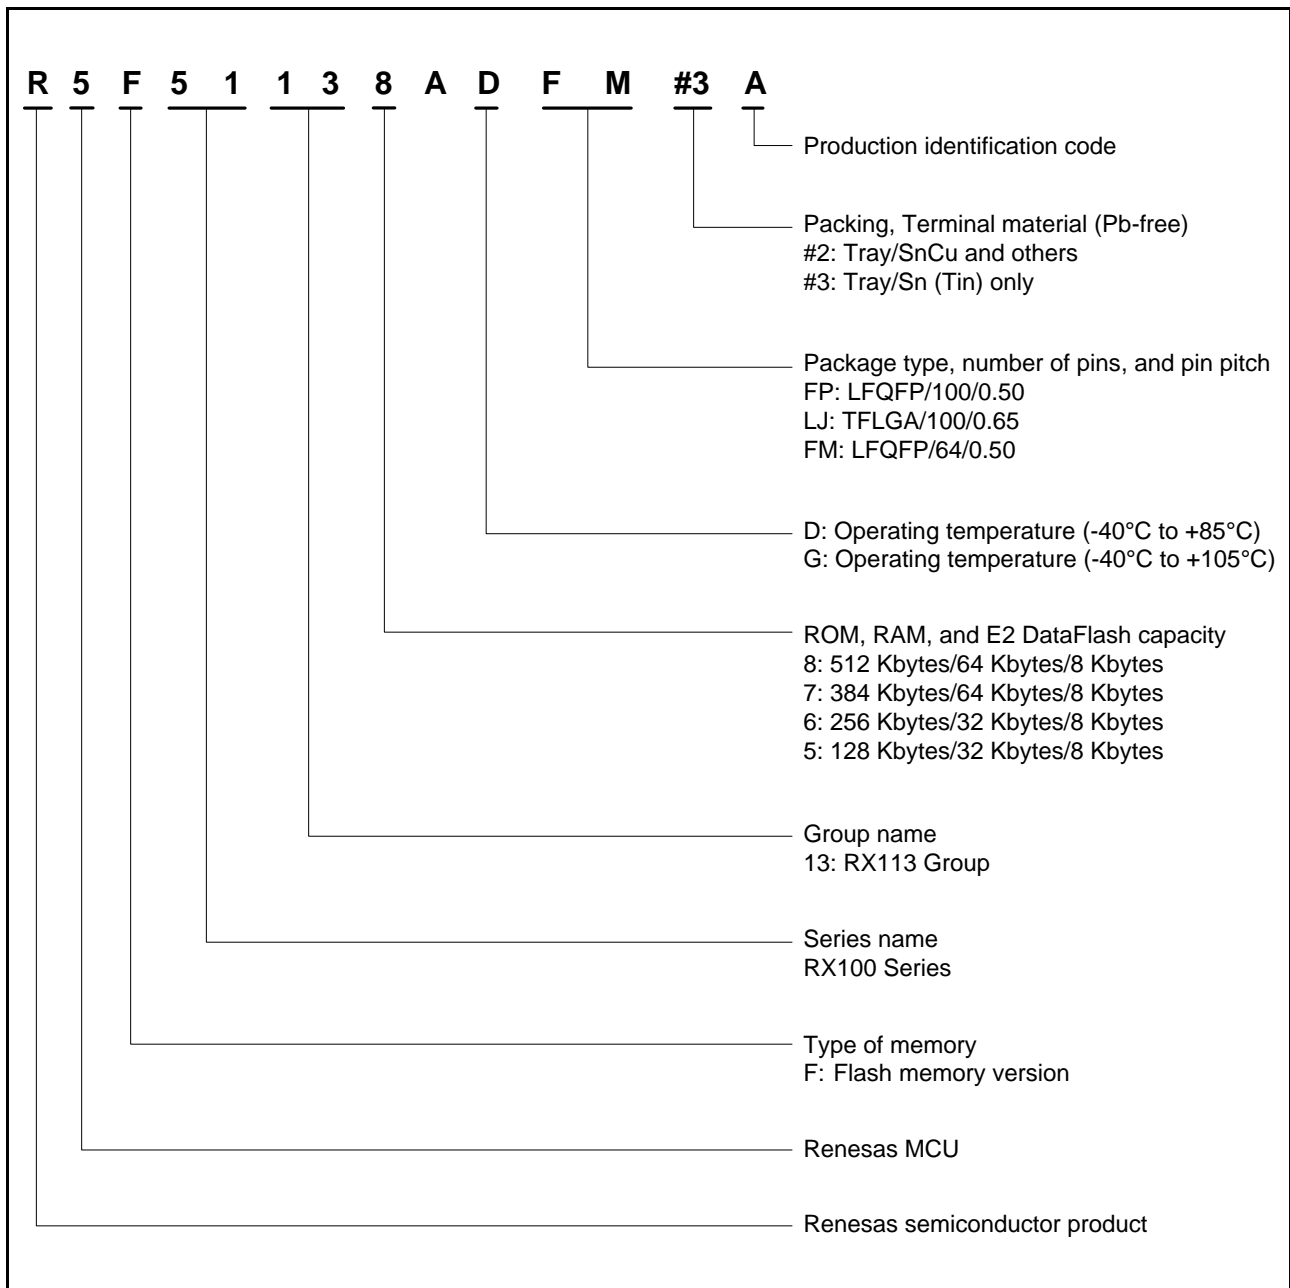 R 5 F 5 1 1 3 8 A D F M #3 A
Production identification code
Packing, Terminal material (Pb-free)
#2: Tray/SnCu and others
#3: Tray/Sn (Tin) only
Package type, number of pins, and pin pitch
FP: LFQFP/100/0.50
LJ: TFLGA/100/0.65
FM: LFQFP/64/0.50
D: Operating temperature (-40°C to +85°C)
G: Operating temperature (-40°C to +105°C)
ROM, RAM, and E2 DataFlash capacity
8: 512 Kbytes/64 Kbytes/8 Kbytes
7: 384 Kbytes/64 Kbytes/8 Kbytes
6: 256 Kbytes/32 Kbytes/8 Kbytes
5: 128 Kbytes/32 Kbytes/8 Kbytes
Group name
13: RX113 Group
Series name
RX100 Series
Type of memory
F: Flash memory version
Renesas MCU
Renesas semiconductor product